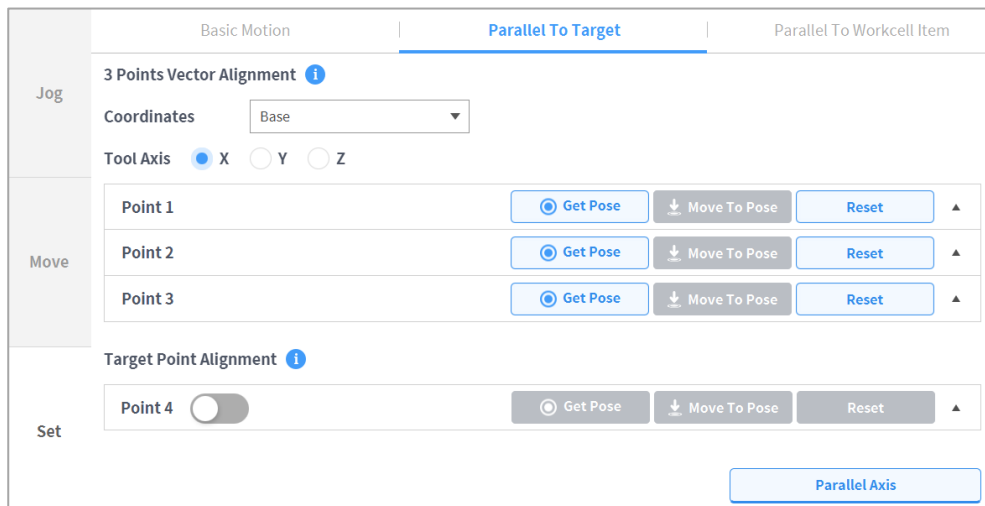 Jog
Move
Set
Basic Motion
Parallel To Target
Parallel To Workcell Item
3 Points Vector Alignment i
Coordinates Base
Tool Axis X Y Z
Point 1 Get Pose Move To Pose Reset
Point 2 Get Pose Move To Pose Reset
Point 3 Get Pose Move To Pose Reset
Target Point Alignment i
Point 4 Get Pose Move To Pose Reset
Parallel Axis